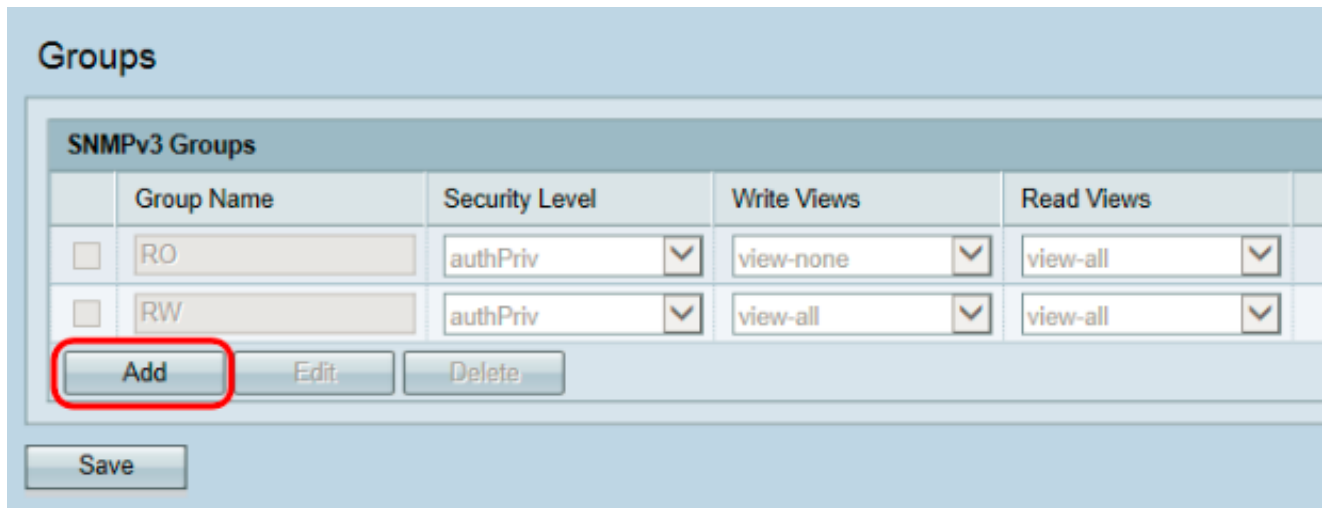 Groups
SNMPv3 Groups
Group Name Security Level Write Views Read Views
RO authPriv view-none view-all
RW authPriv view-all view-all
Add Edit Delete
Save